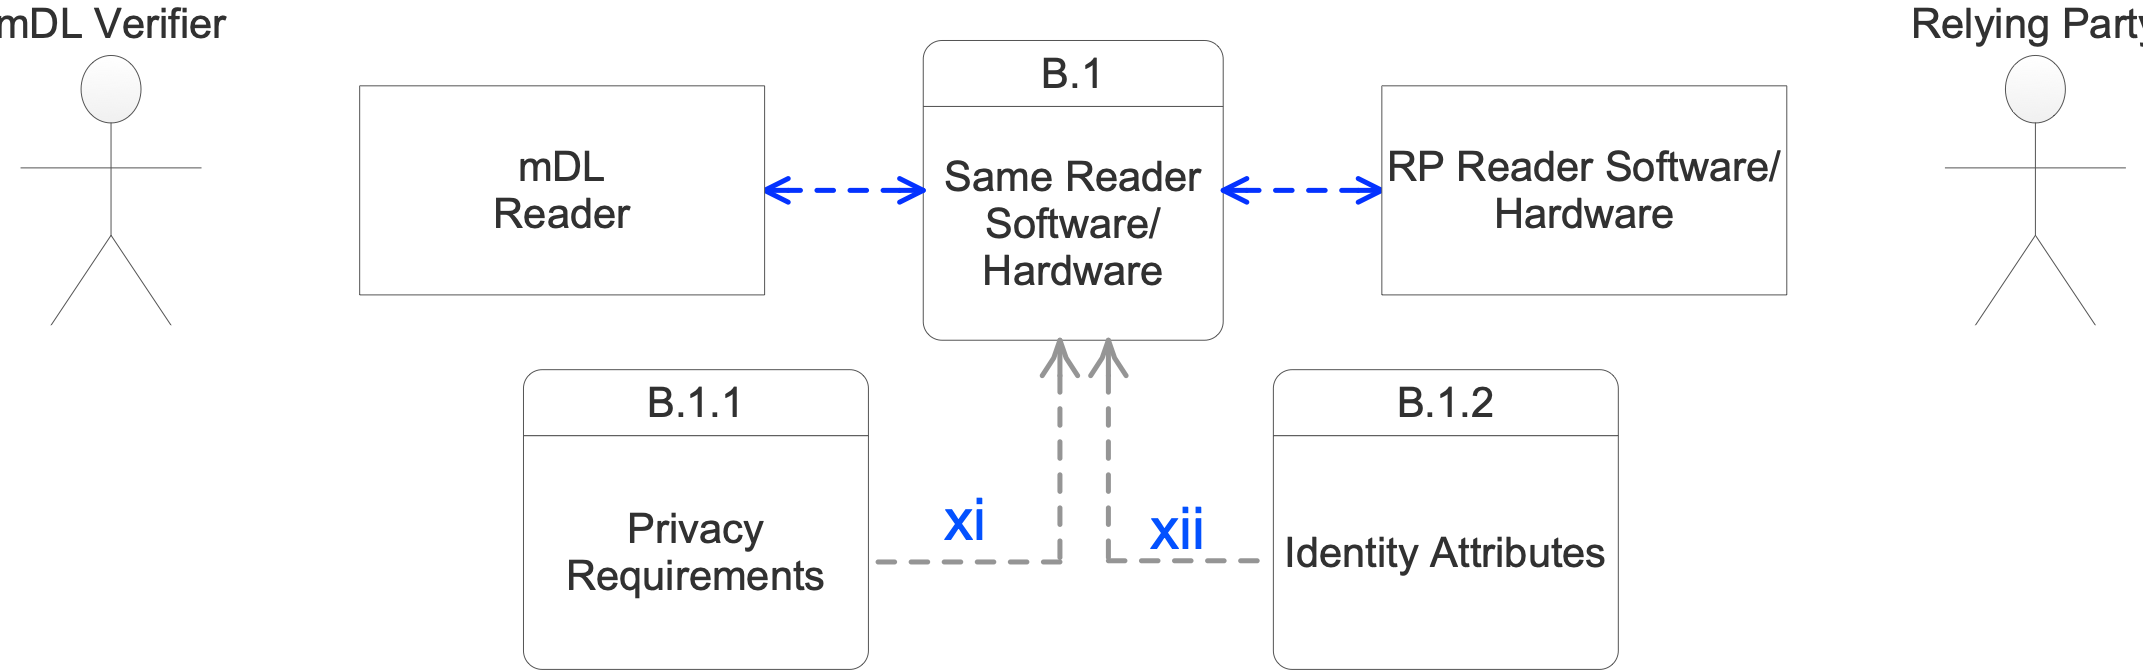 mDL Verifier
Relying Party
B.1
mDL
Reader
Same Reader
Software/
Hardware
RP Reader Software/
Hardware
B.1.1
Privacy
Requirements
xi
xii
B.1.2
Identity Attributes